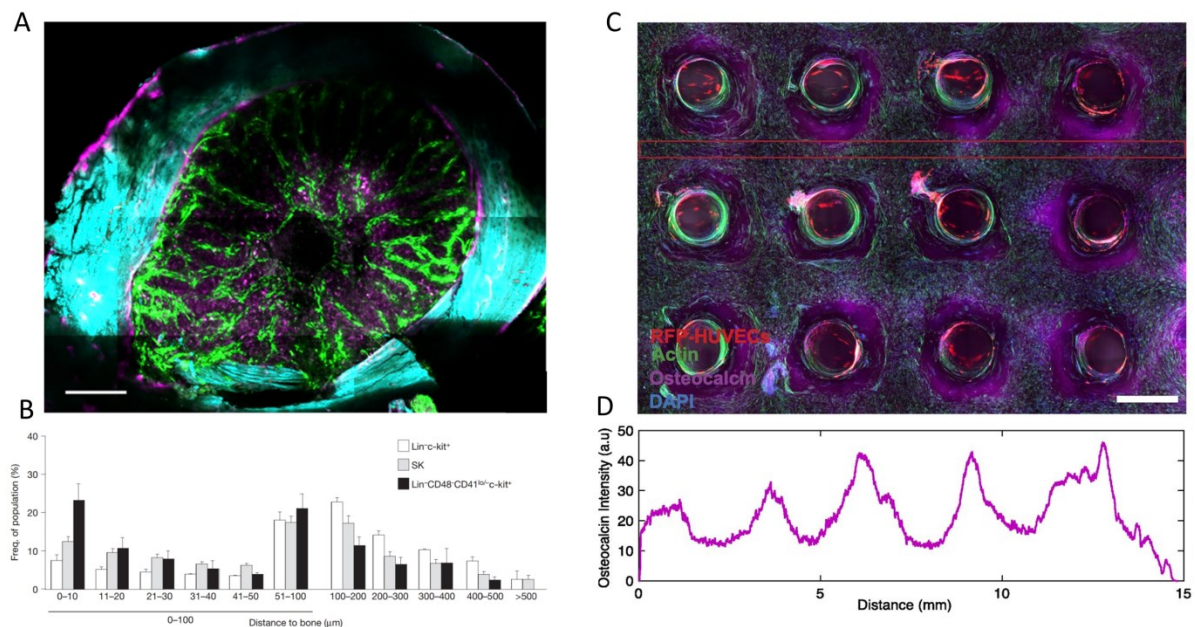 A
C
RFP-HUVECs
Actin
Osteocalcin
DAPI
B
Freq. of population (%)
40
30
20
10
0
Lin⁻c-kit⁺
SK
Lin⁻CD48⁻CD41ˡᵒ/⁻c-kit⁺
0–10 11–20 21–30 31–40 41–50 51–100 100–200 200–300 300–400 400–500 >500
0–100
Distance to bone (µm)
D
Osteocalcin Intensity (a.u)
50
40
30
20
10
0
0 5 10 15
Distance (mm)